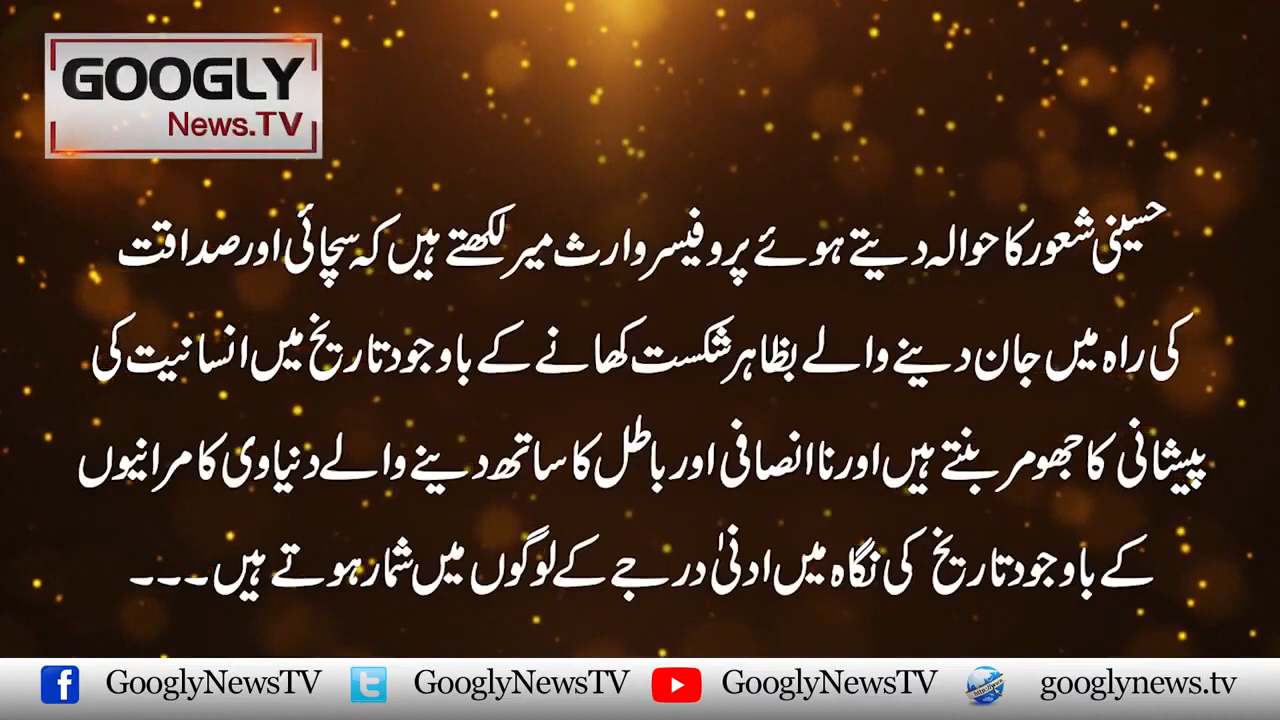 GOOGLY
News.TV
حسینی شعور کا حوالہ دیتے ہوئے پروفیسر وارث میر لکھتے ہیں کہ سچائی اور صداقت
کی راہ میں جان دینے والے بظاہر شکست کھانے کے باوجود تاریخ میں انسانیت کی
پیشانی کا جھومر بنتے ہیں اور ناانصافی اور باطل کا ساتھ دینے والے دنیاوی کامرانیوں
کے باوجود تاریخ کی نگاہ میں ادنیٰ درجے کے لوگوں میں شمار ہوتے ہیں۔۔۔
GooglyNewsTV GooglyNewsTV GooglyNewsTV googlynews.tv